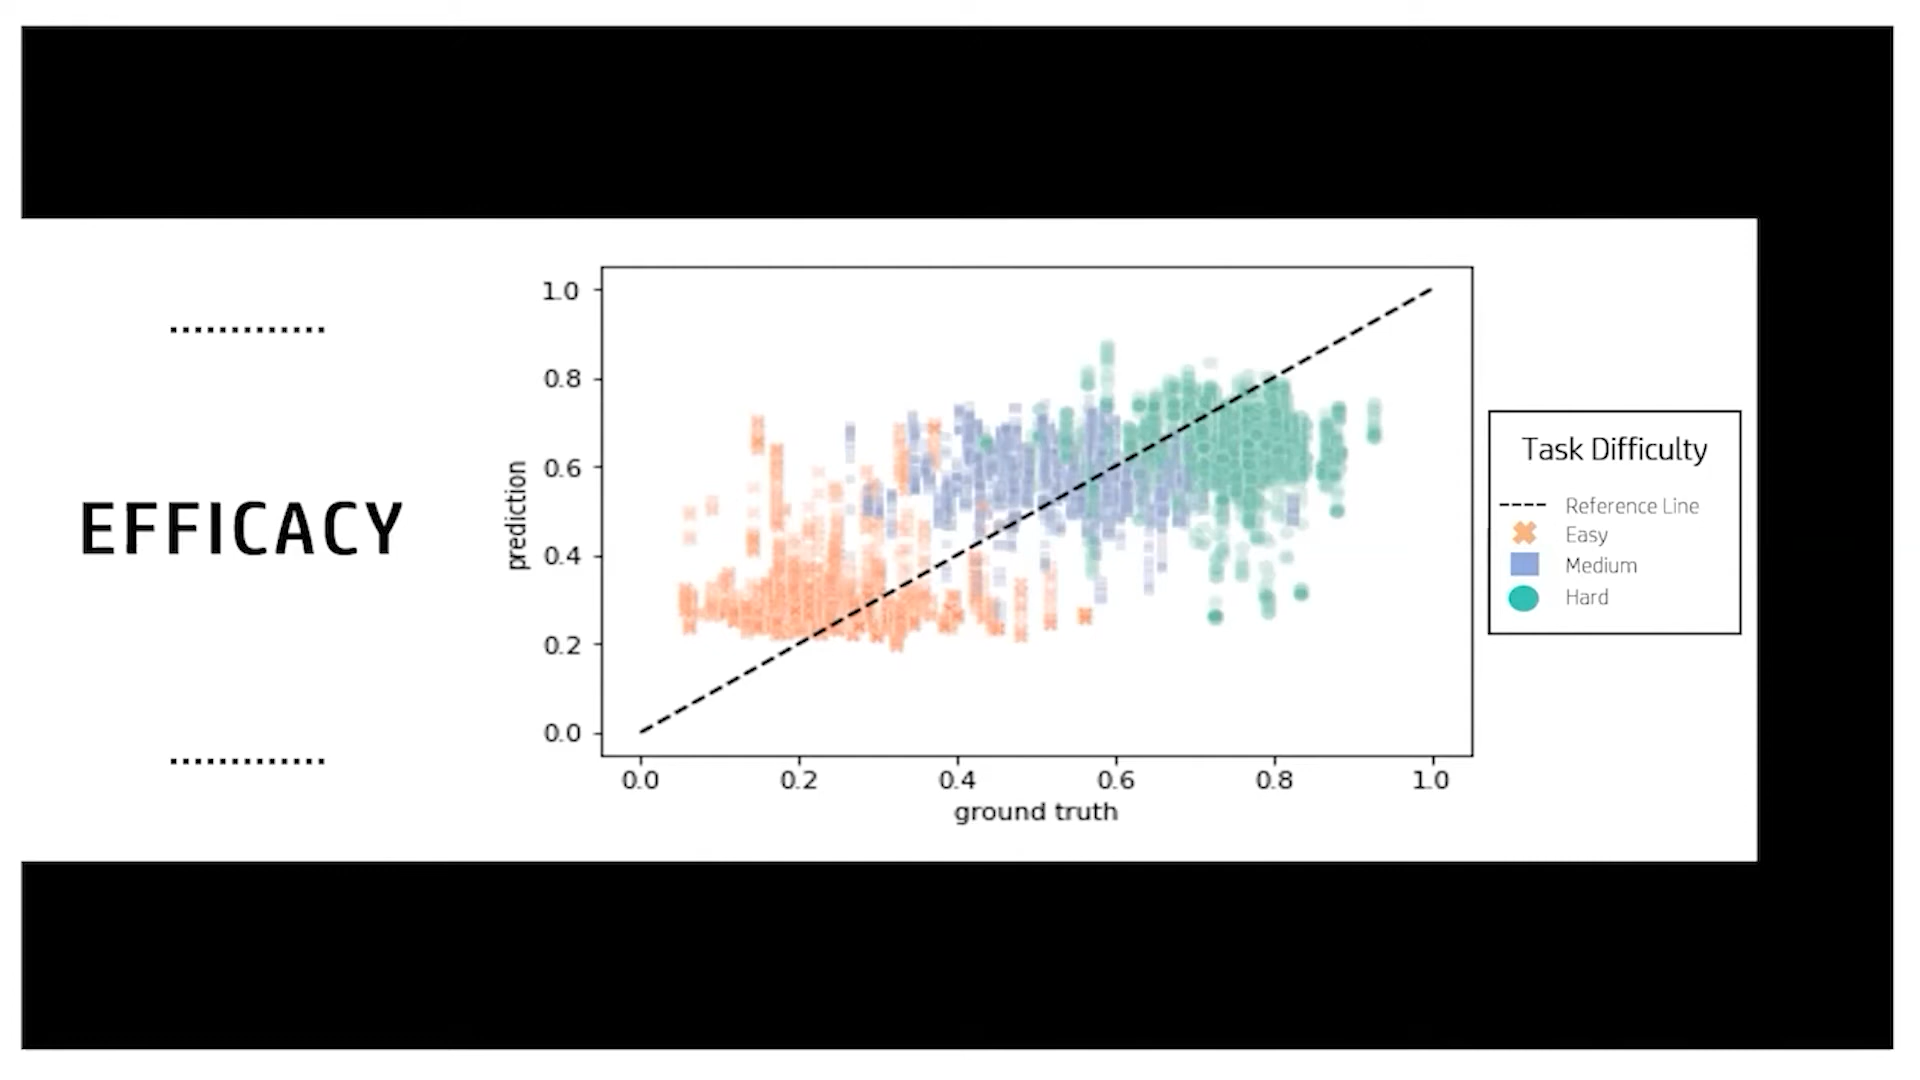 EFFICACY
1.0
0.8
0.6
0.4
0.2
0.0
prediction
0.0 0.2 0.4 0.6 0.8 1.0
ground truth
Task Difficulty
Reference Line
Easy
Medium
Hard